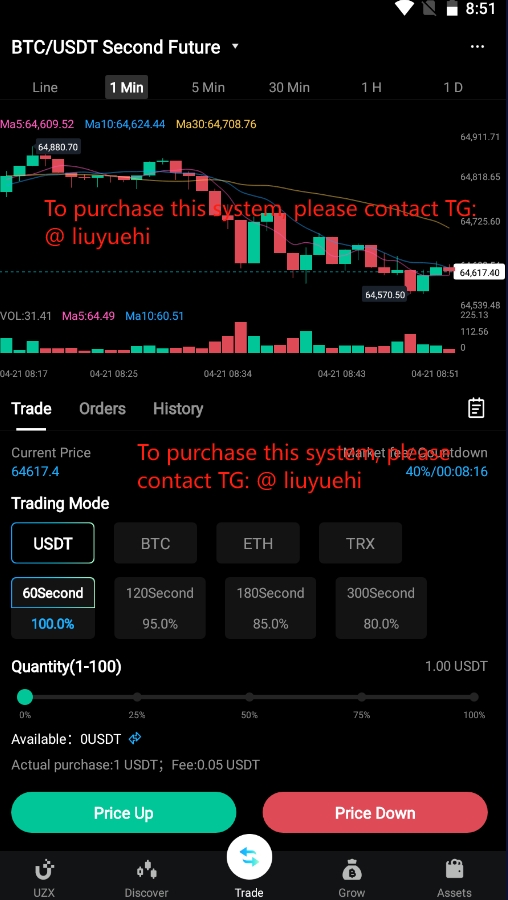 8:51
BTC/USDT Second Future
Line 1 Min 5 Min 30 Min 1 H 1 D
Ma5:64,609.52 Ma10:64,624.44 Ma30:64,708.76
64,911.71
64,880.70
64,818.65
To purchase this system, please contact TG:
@ liuyuehi
64,725.60
64,617.40
64,570.50
64,539.48
VOL:31.41 Ma5:64.49 Ma10:60.51
225.13
112.56
0
04-21 08:17 04-21 08:25 04-21 08:34 04-21 08:43 04-21 08:51
Trade Orders History
Current Price Market fee/Countdown
To purchase this system, please
contact TG: @ liuyuehi
64617.4 40%/00:08:16
Trading Mode
USDT BTC ETH TRX
60Second 120Second 180Second 300Second
100.0% 95.0% 85.0% 80.0%
Quantity(1-100) 1.00 USDT
0% 25% 50% 75% 100%
Available: 0USDT
Actual purchase:1 USDT; Fee:0.05 USDT
Price Up Price Down
UZX Discover Trade Grow Assets